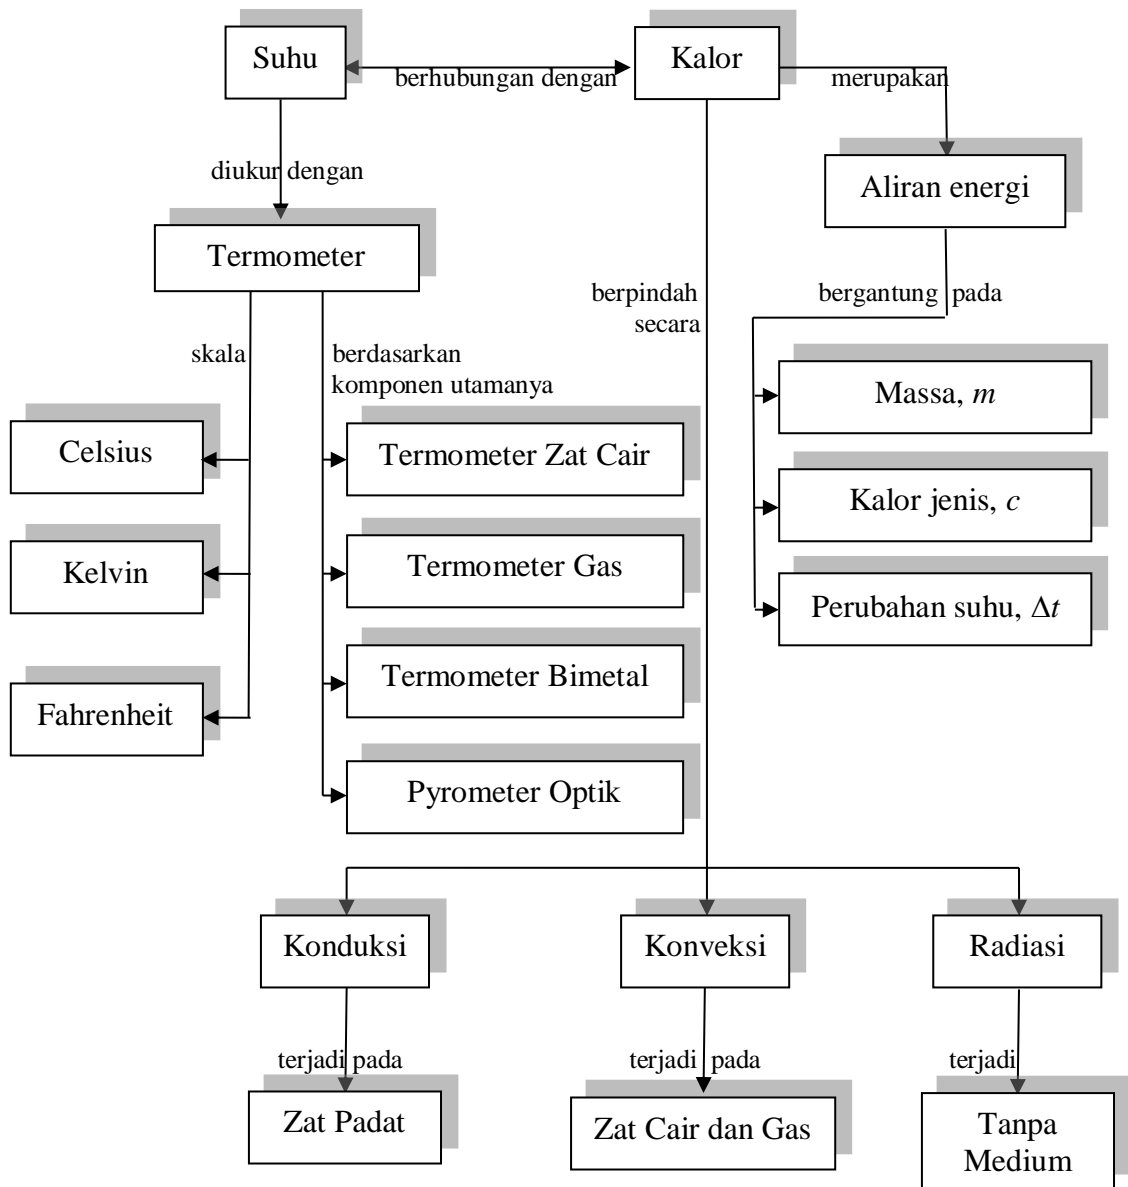 Suhu
berhubungan dengan
Kalor
merupakan
diukur dengan
Aliran energi
Termometer
berpindah
secara
bergantung pada
skala
berdasarkan
komponen utamanya
Massa, m
Celsius
Termometer Zat Cair
Kalor jenis, c
Kelvin
Termometer Gas
Perubahan suhu, Δt
Fahrenheit
Termometer Bimetal
Pyrometer Optik
Konduksi
Konveksi
Radiasi
terjadi pada
terjadi pada
terjadi
Zat Padat
Zat Cair dan Gas
Tanpa
Medium